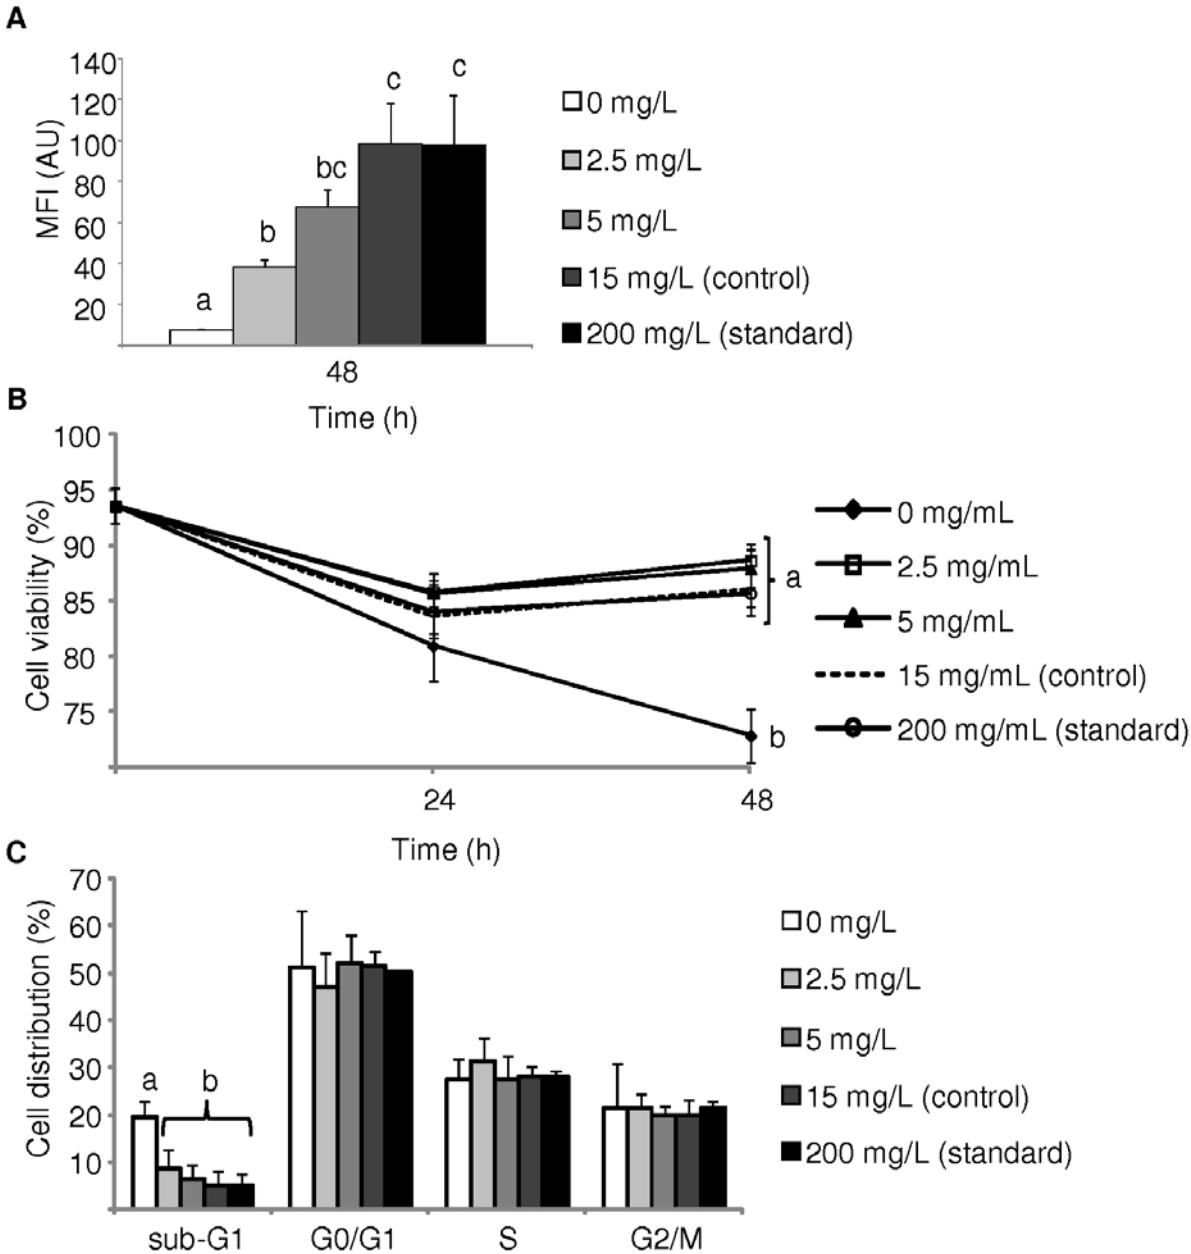 A
140
120
100
80
60
40
20
MFI (AU)
a
b
bc
c
c
48
Time (h)
0 mg/L
2.5 mg/L
5 mg/L
15 mg/L (control)
200 mg/L (standard)
B
100
95
90
85
80
75
Cell viability (%)
a
b
24
48
Time (h)
0 mg/mL
2.5 mg/mL
5 mg/mL
15 mg/mL (control)
200 mg/mL (standard)
C
70
60
50
40
30
20
10
Cell distribution (%)
a
b
sub-G1
G0/G1
S
G2/M
0 mg/L
2.5 mg/L
5 mg/L
15 mg/L (control)
200 mg/L (standard)